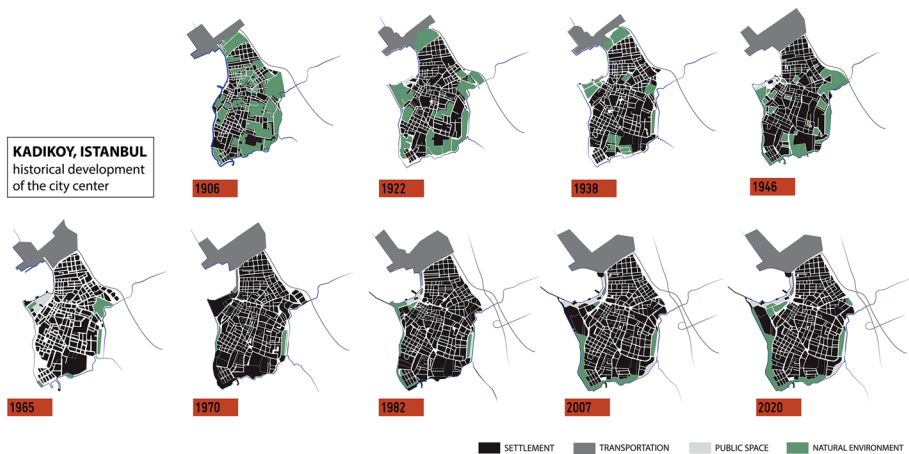 KADIKOY, ISTANBUL
historical development
of the city center
1906
1922
1938
1946
1965
1970
1982
2007
2020
SETTLEMENT
TRANSPORTATION
PUBLIC SPACE
NATURAL ENVIRONMENT